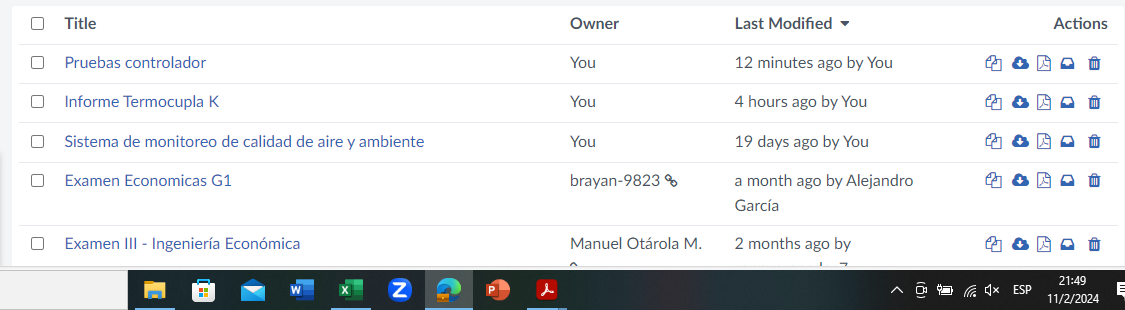 Title Owner Last Modified Actions
Pruebas controlador You 12 minutes ago by You
Informe Termocupla K You 4 hours ago by You
Sistema de monitoreo de calidad de aire y ambiente You 19 days ago by You
Examen Economicas G1 brayan-9823 a month ago by Alejandro
García
Examen III - Ingeniería Económica Manuel Otárola M. 2 months ago by
ESP 21:49
11/2/2024